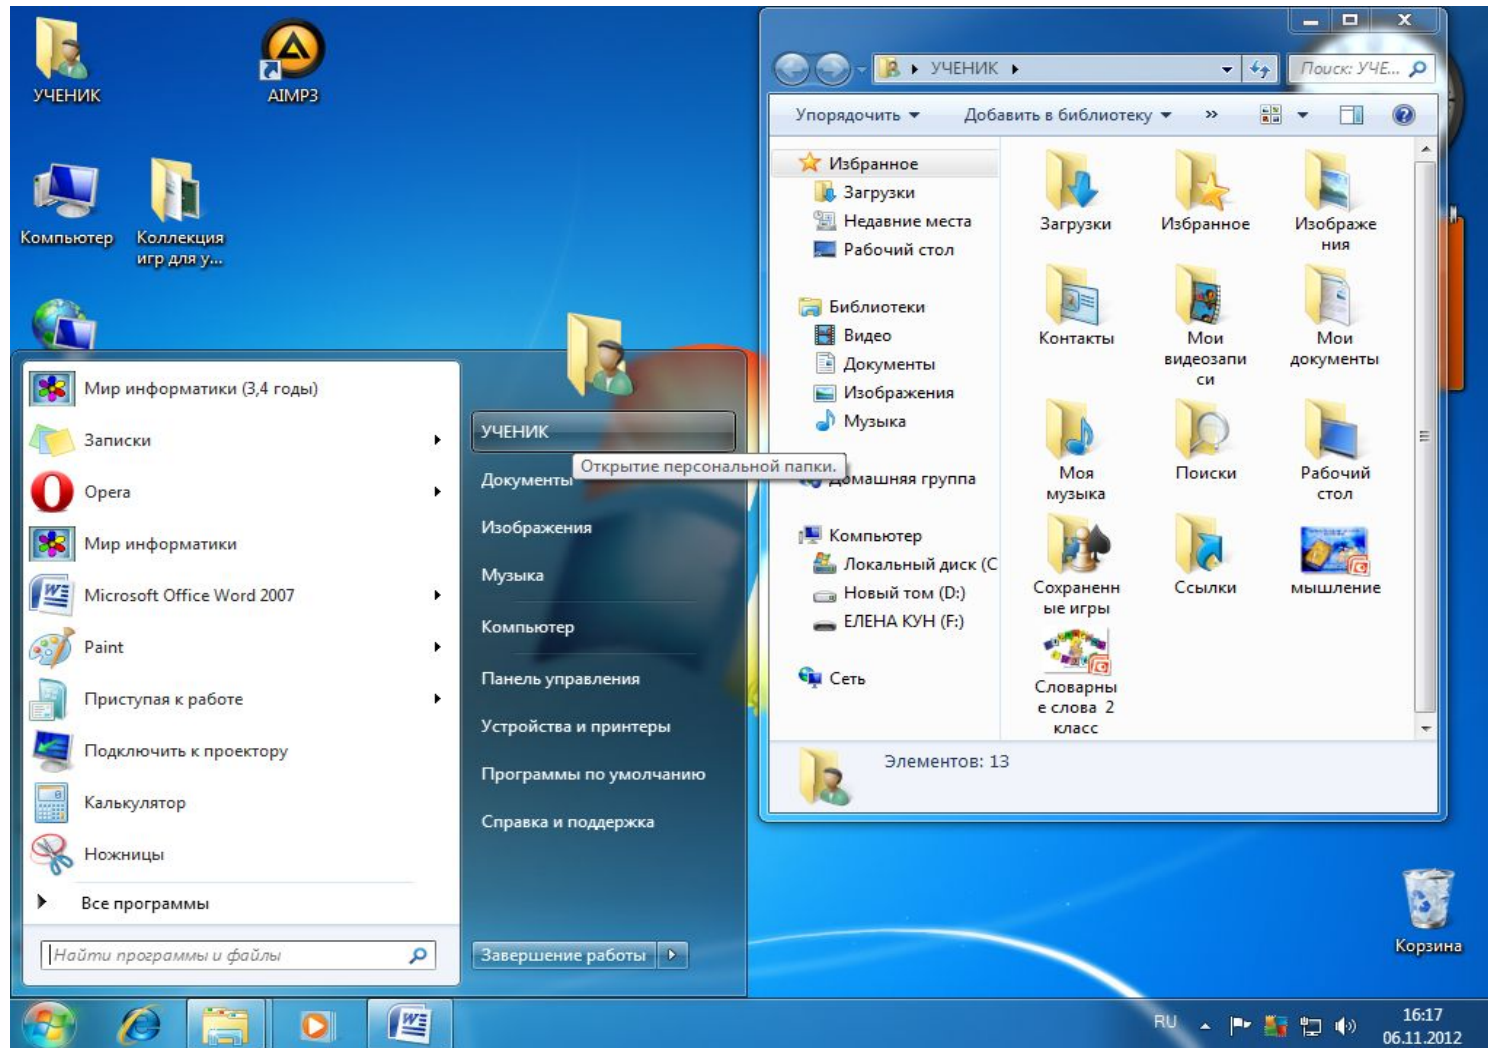 УЧЕНИК
AIMP3
Компьютер
Коллекция
игр для у...
Мир информатики (3,4 годы)
Записки
Opera
Мир информатики
Microsoft Office Word 2007
Paint
Приступая к работе
Подключить к проектору
Калькулятор
Ножницы
Все программы
Найти программы и файлы
УЧЕНИК
Открытие персональной папки.
Документы
Изображения
Музыка
Компьютер
Панель управления
Устройства и принтеры
Программы по умолчанию
Справка и поддержка
Завершение работы
УЧЕНИК
Поиск: УЧЕ...
Упорядочить
Добавить в библиотеку
»
Избранное
Загрузки
Недавние места
Рабочий стол
Библиотеки
Видео
Документы
Изображения
Музыка
Домашняя группа
Компьютер
Локальный диск (C
Новый том (D:)
ЕЛЕНА КУН (F:)
Сеть
Загрузки
Избранное
Изображе
ния
Контакты
Мои
видеозапи
си
Мои
документы
Моя
музыка
Поиски
Рабочий
стол
Сохраненн
ые игры
Ссылки
мышление
Словарны
е слова 2
класс
Элементов: 13
Корзина
RU
16:17
06.11.2012